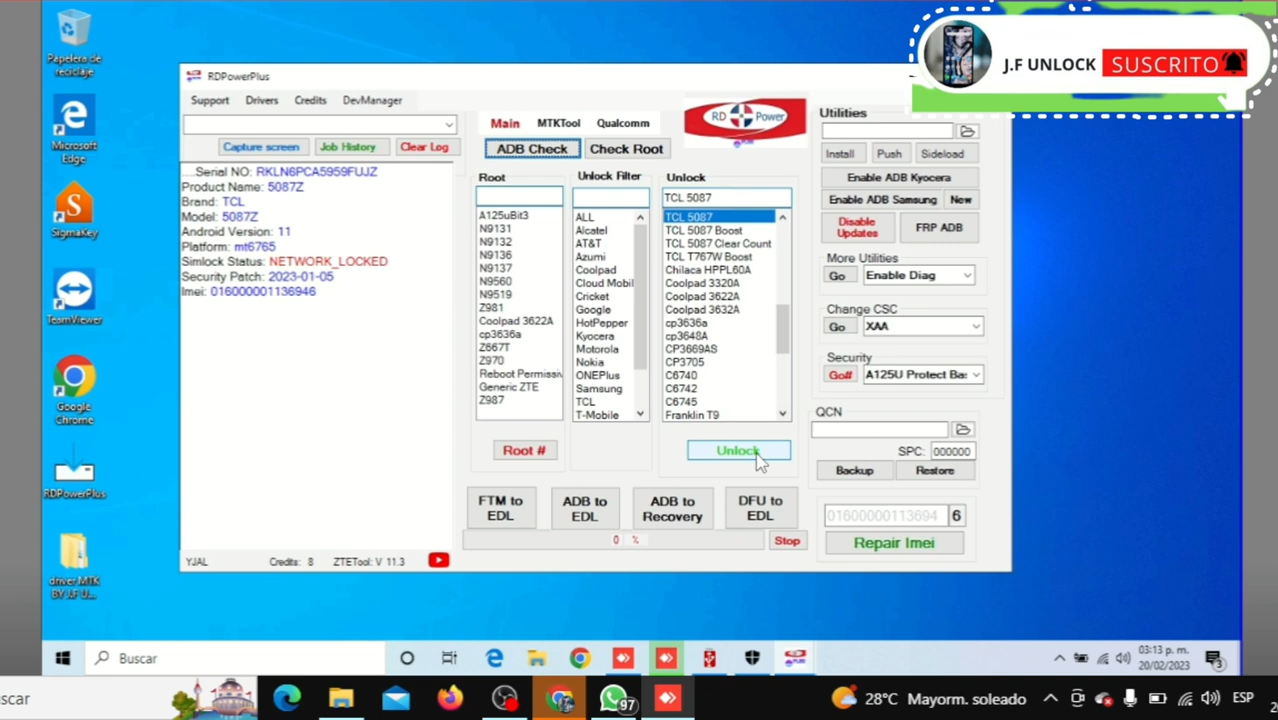 Papelera de
reciclaje
Microsoft
Edge
SigmaKey
TeamViewer
Google
Chrome
RDPowerPlus
driver MTK
BY J.F U...
J.F UNLOCK
SUSCRITO
RDPowerPlus
Support
Drivers
Credits
DevManager
Capture screen
Job History
Clear Log
....Serial NO: RKLN6PCA5959FUJZ
Product Name: 5087Z
Brand: TCL
Model: 5087Z
Android Version: 11
Platform: mt6765
Simlock Status: NETWORK_LOCKED
Security Patch: 2023-01-05
Imei: 016000001136946
YJAL
Credits: 8
ZTETool: V 11.3
Main
MTKTool
Qualcomm
ADB Check
Check Root
RD Power
Root
A125uBit3
N9131
N9132
N9136
N9137
N9560
N9519
Z981
Coolpad 3622A
cp3636a
Z667T
Z970
Reboot Permissiv
Generic ZTE
Z987
Root #
Unlock Filter
ALL
Alcatel
AT&T
Azumi
Coolpad
Cloud Mobil
Cricket
Google
HotPepper
Kyocera
Motorola
Nokia
ONEPlus
Samsung
TCL
T-Mobile
Unlock
TCL 5087
TCL 5087
TCL 5087 Boost
TCL 5087 Clear Count
TCL T767W Boost
Chilaca HPPL60A
Coolpad 3320A
Coolpad 3622A
Coolpad 3632A
cp3636a
cp3648A
CP3669AS
CP3705
C6740
C6742
C6745
Franklin T9
Unlock
FTM to
EDL
ADB to
EDL
ADB to
Recovery
DFU to
EDL
0 %
Stop
Utilities
Install
Push
Sideload
Enable ADB Kyocera
Enable ADB Samsung
New
Disable
Updates
FRP ADB
More Utilities
Go
Enable Diag
Change CSC
Go
XAA
Security
Go#
A125U Protect Ba:
QCN
SPC: 000000
Backup
Restore
01600000113694
6
Repair Imei
Buscar
03:13 p. m.
20/02/2023
3
scar
97
28°C Mayorm. soleado
ESP
2